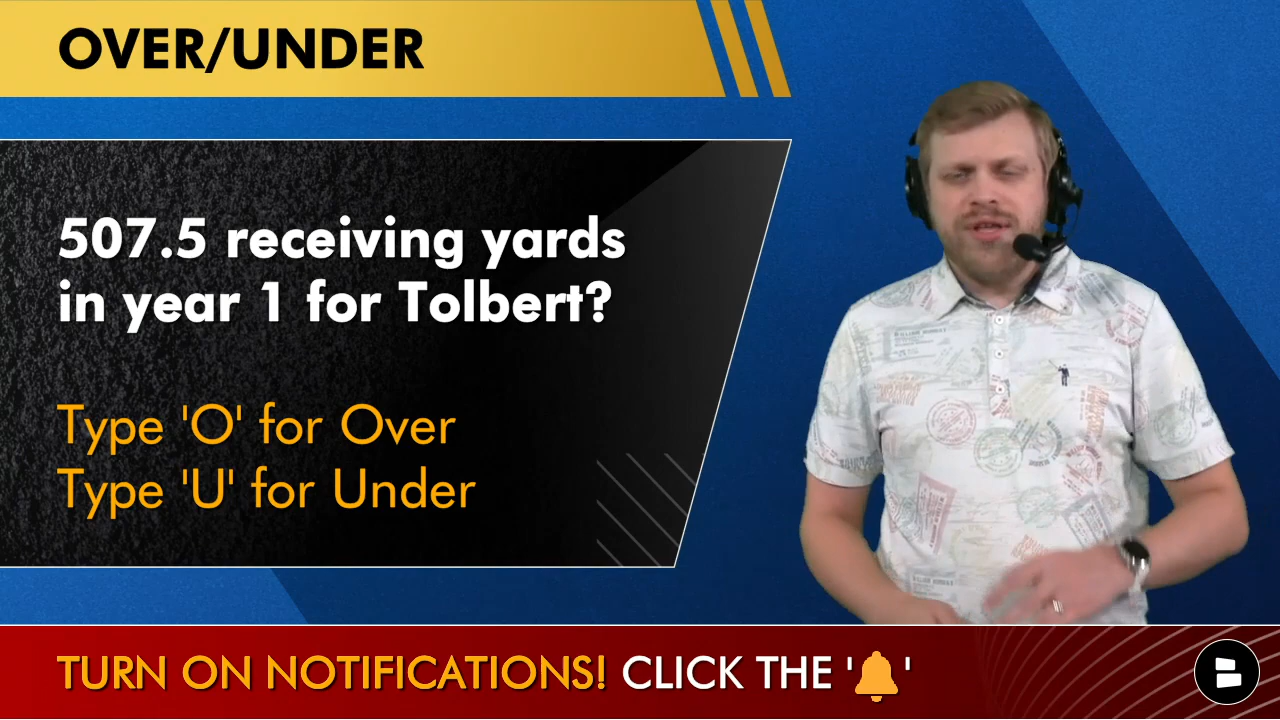 OVER/UNDER
507.5 receiving yards
in year 1 for Tolbert?
Type 'O' for Over
Type 'U' for Under
TURN ON NOTIFICATIONS! CLICK THE '🔔'